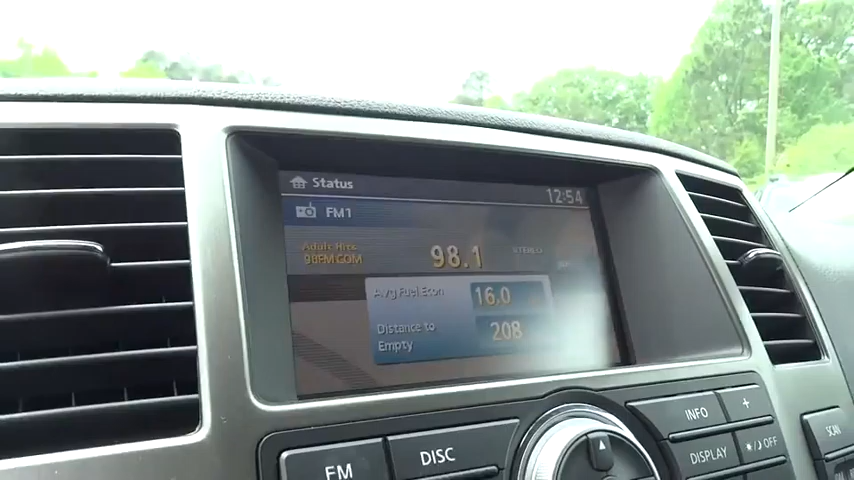 Status
12:54
FM1
Adult Hits
98FM.COM
98.1
STEREO
Avg Fuel Econ
16.0
Distance to
Empty
208
FM
DISC
INFO
+
DISPLAY
OFF
SCAN